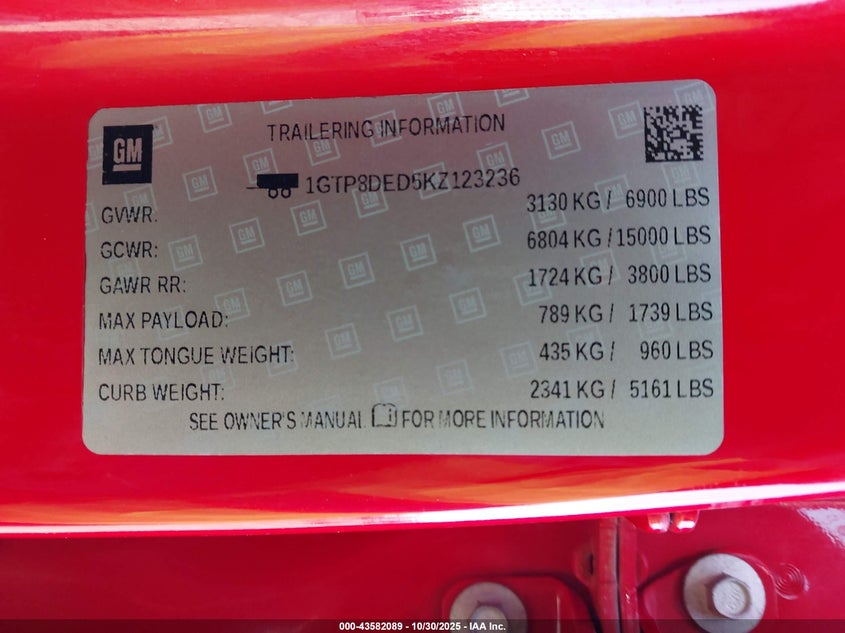 GM
TRAILERING INFORMATION
1GTP8DED5KZ123236
GVWR: 3130 KG / 6900 LBS
GCWR: 6804 KG / 15000 LBS
GAWR RR: 1724 KG / 3800 LBS
MAX PAYLOAD: 789 KG / 1739 LBS
MAX TONGUE WEIGHT: 435 KG / 960 LBS
CURB WEIGHT: 2341 KG / 5161 LBS
SEE OWNER'S MANUAL FOR MORE INFORMATION
000-43582089 - 10/30/2025 - IAA Inc.